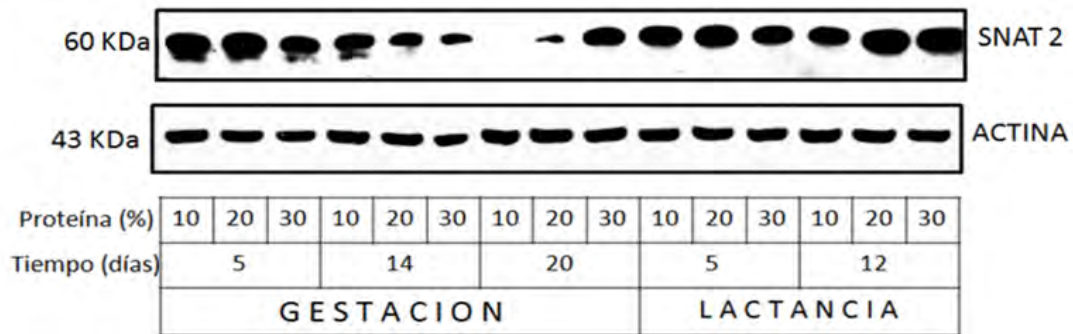 60 KDa SNAT 2
43 KDa ACTINA
Proteína (%) 10 20 30 10 20 30 10 20 30 10 20 30 10 20 30
Tiempo (días) 5 14 20 5 12
GESTACION LACTANCIA